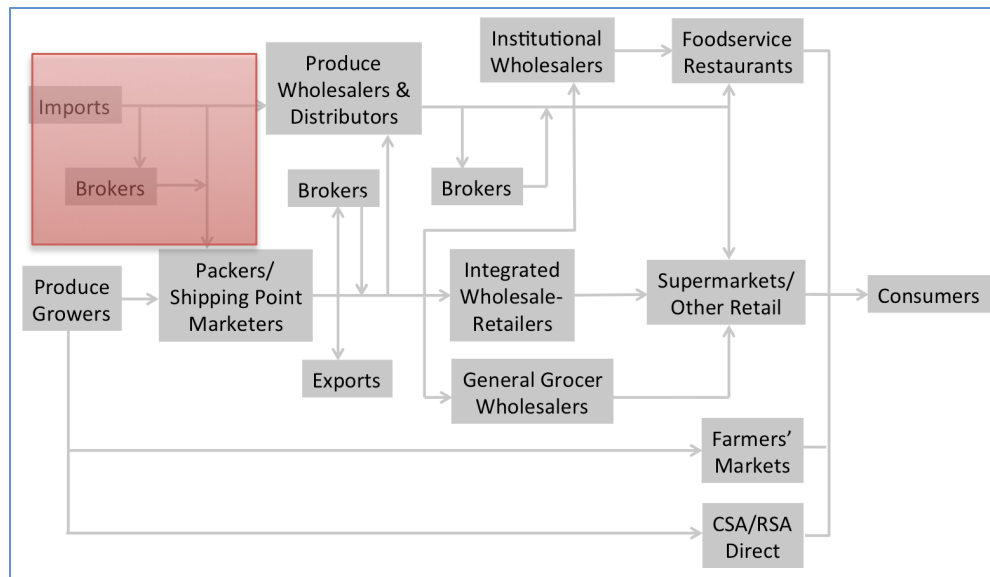 Institutional
Wholesalers
Foodservice
Restaurants
Produce
Wholesalers &
Distributors
Imports
Brokers
Brokers
Brokers
Packers/
Shipping Point
Marketers
Produce
Growers
Integrated
Wholesale-
Retailers
Supermarkets/
Other Retail
Consumers
Exports
General Grocer
Wholesalers
Farmers’
Markets
CSA/RSA
Direct